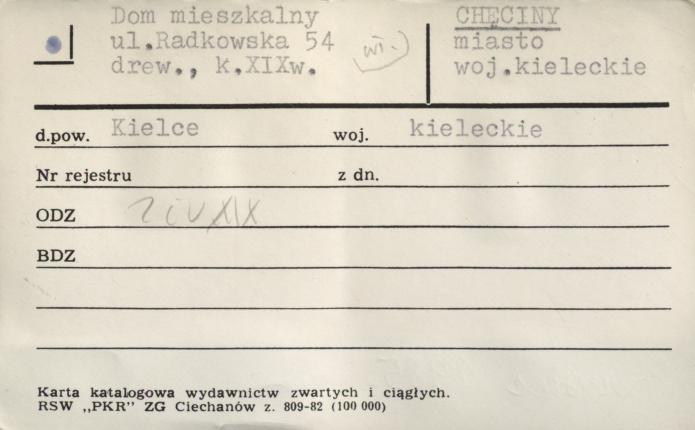 Dom mieszkalny
ul.Radkowska 54
drew., k.XIXw.
CHĘCINY
miasto
woj.kieleckie
d.pow. Kielce woj. kieleckie
Nr rejestru z dn.
ODZ XIX
BDZ
Karta katalogowa wydawnictw zwartych i ciągłych.
RSW „PKR” ZG Ciechanów z. 809-82 (100 000)